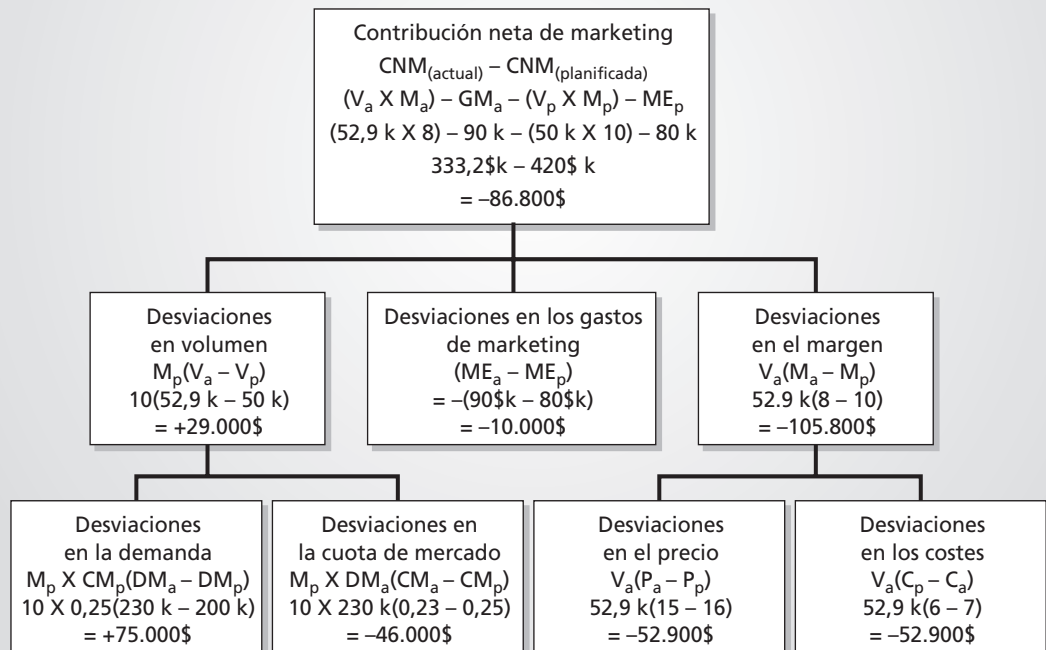 Contribución neta de marketing
CNM(actual) – CNM(planificada)
(Va X Ma) – GMa – (Vp X Mp) – MEp
(52,9 k X 8) – 90 k – (50 k X 10) – 80 k
333,2$k – 420$ k
= –86.800$
Desviaciones
en volumen
Mp(Va – Vp)
10(52,9 k – 50 k)
= +29.000$
Desviaciones en los gastos
de marketing
(MEa – MEp)
= –(90$k – 80$k)
= –10.000$
Desviaciones
en el margen
Va(Ma – Mp)
52.9 k(8 – 10)
= –105.800$
Desviaciones
en la demanda
Mp X CMp(DMa – DMp)
10 X 0,25(230 k – 200 k)
= +75.000$
Desviaciones en
la cuota de mercado
Mp X DMa(CMa – CMp)
10 X 230 k(0,23 – 0,25)
= –46.000$
Desviaciones
en el precio
Va(Pa – Pp)
52,9 k(15 – 16)
= –52.900$
Desviaciones
en los costes
Va(Cp – Ca)
52,9 k(6 – 7)
= –52.900$